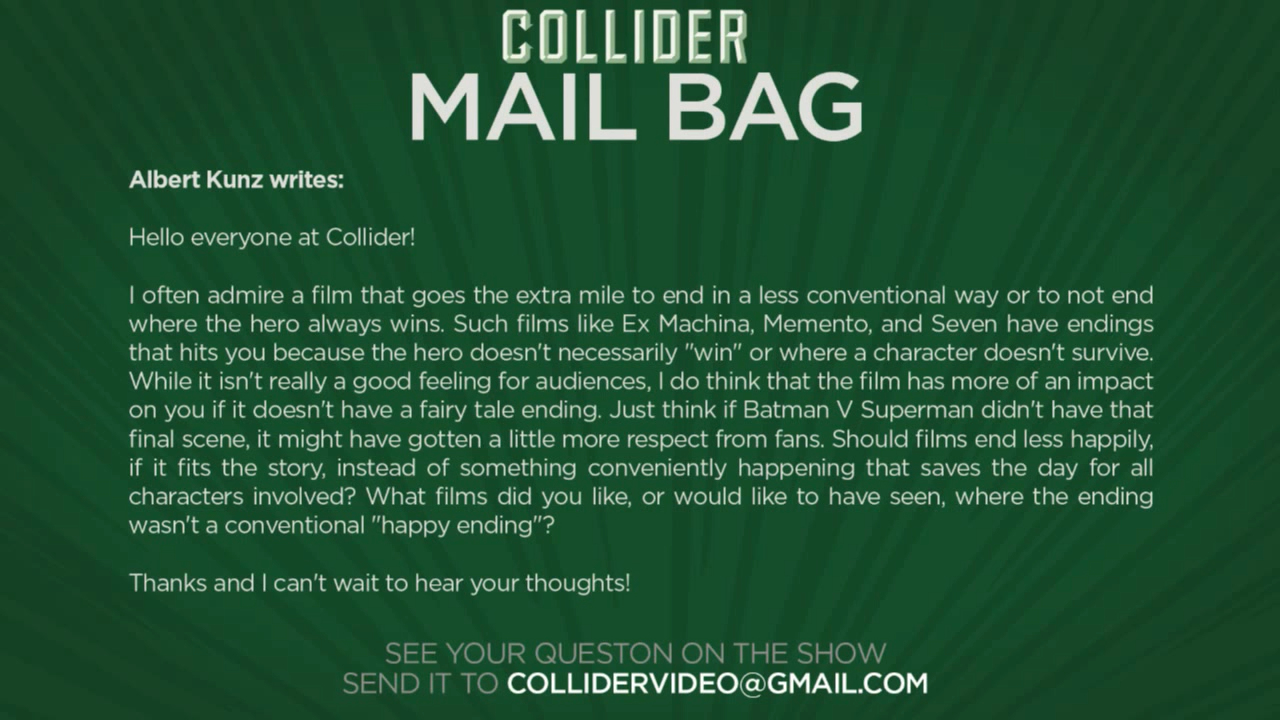 COLLIDER
MAIL BAG
Albert Kunz writes:
Hello everyone at Collider!
I often admire a film that goes the extra mile to end in a less conventional way or to not end
where the hero always wins. Such films like Ex Machina, Memento, and Seven have endings
that hits you because the hero doesn't necessarily "win" or where a character doesn't survive.
While it isn't really a good feeling for audiences, I do think that the film has more of an impact
on you if it doesn't have a fairy tale ending. Just think if Batman V Superman didn't have that
final scene, it might have gotten a little more respect from fans. Should films end less happily,
if it fits the story, instead of something conveniently happening that saves the day for all
characters involved? What films did you like, or would like to have seen, where the ending
wasn't a conventional "happy ending"?
Thanks and I can't wait to hear your thoughts!
SEE YOUR QUESTON ON THE SHOW
SEND IT TO COLLIDERVIDEO@GMAIL.COM